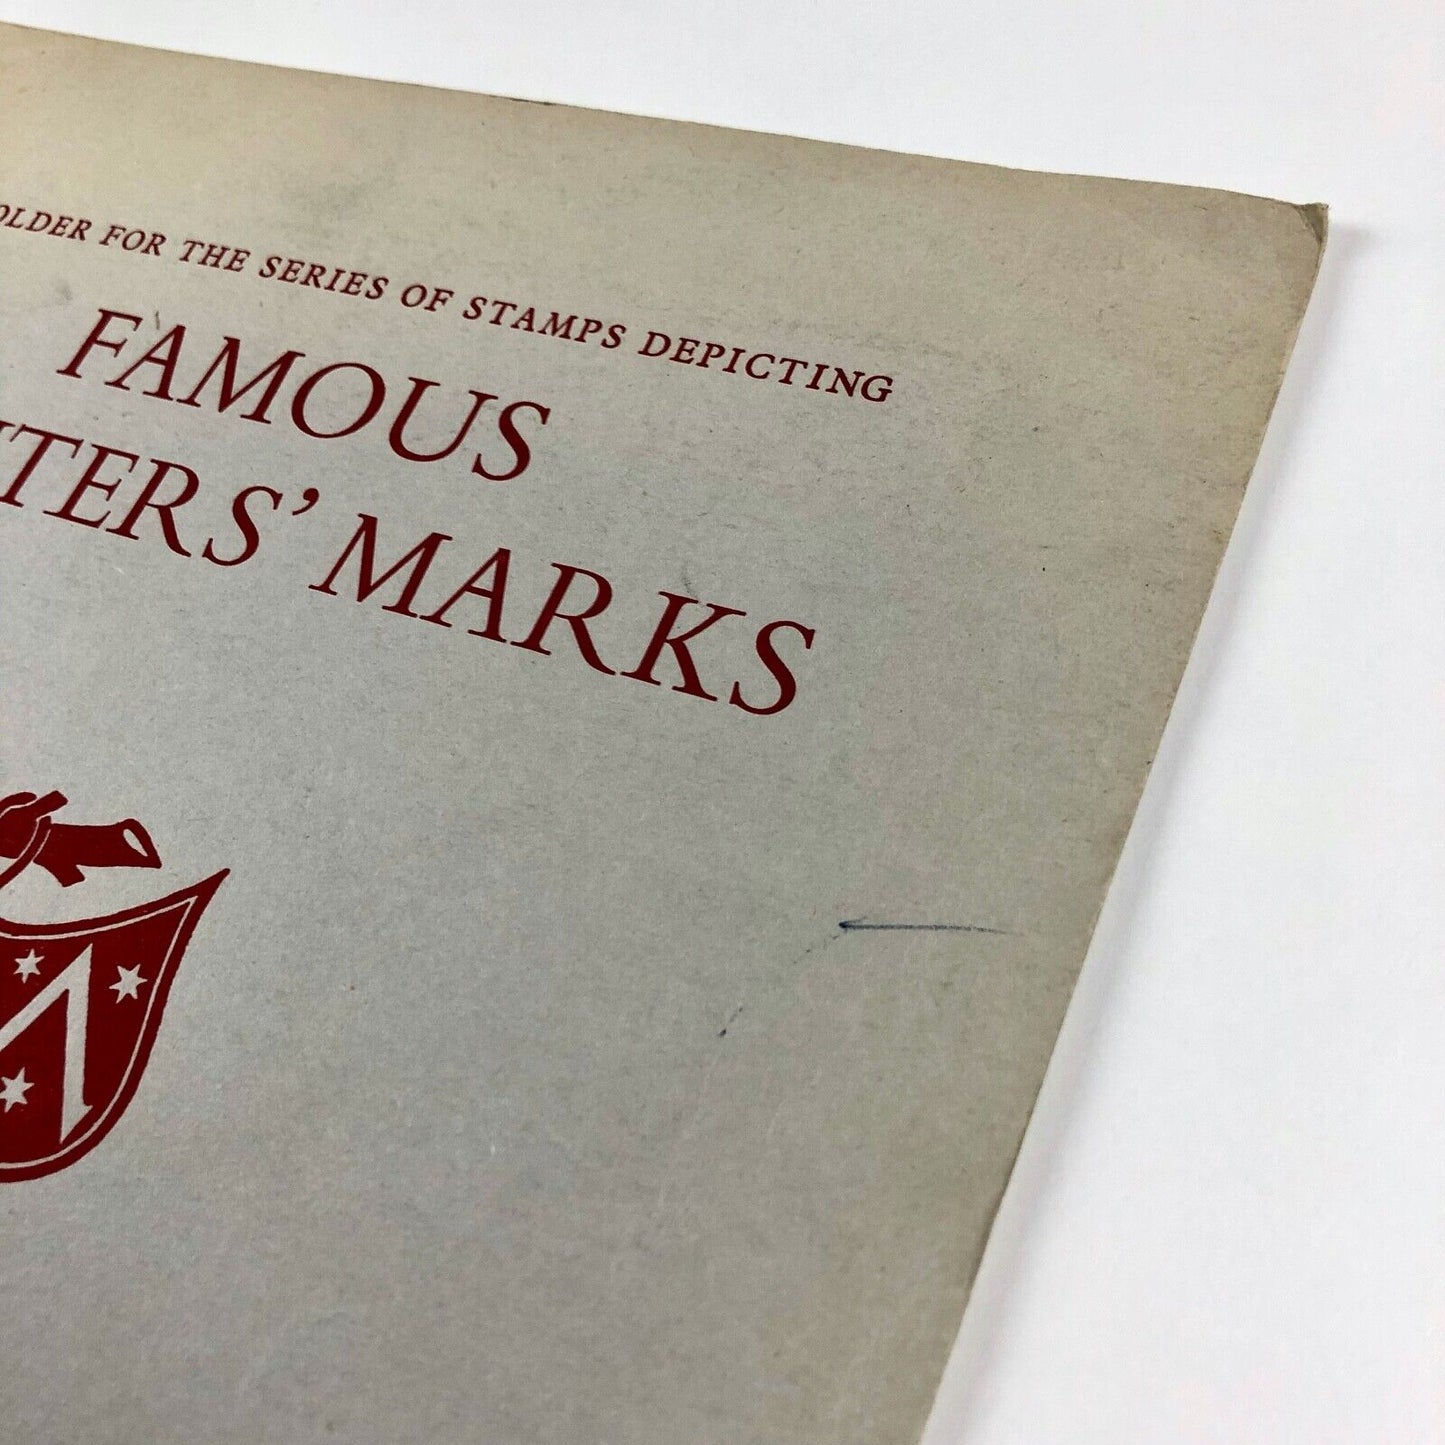 OLDER FOR THE SERIES OF STAMPS DEPICTING
FAMOUS
TERS' MARKS